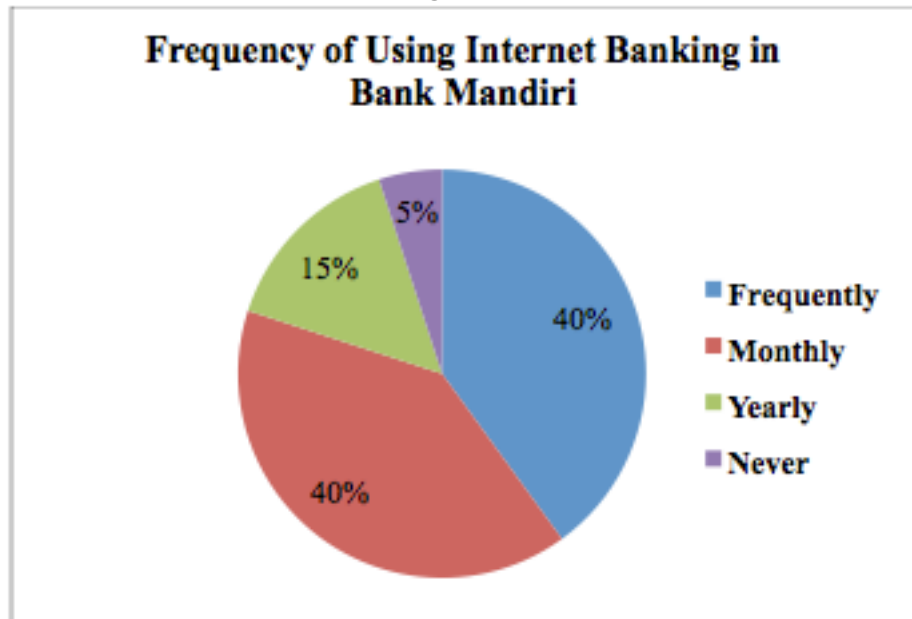 Frequency of Using Internet Banking in
Bank Mandiri
5%
15%
40%
40%
Frequently
Monthly
Yearly
Never